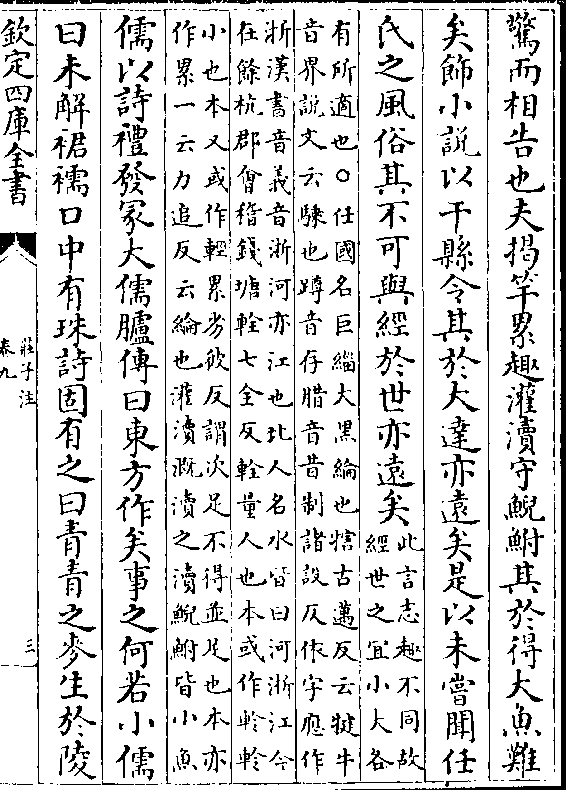 驚而相告也夫揭竿累趣灌瀆守鯢鮒其於得大魚難
矣飾小說以干縣令其於大達亦遠矣是以未嘗聞任
氏之風俗其不可與經於世亦遠矣此言志趣不同故
經世之宜小大各
有所適也○任國名巨緇大黑綸也犗古邁反云犍牛
音界説文云騬也蹲音存腊音昔制諸設反依字應作
浙漢書音義音逝河亦江也北人名水皆曰河浙江今
在餘杭郡會稽錢塘輇七全反輇量人也本或作軨軨
小也本又或作輕累劣彼反謂次足不得並足也本亦
作累一云力追反云綸也灌瀆溉瀆之瀆鯢鮒皆小魚
儒以詩禮發冢大儒臚傳曰東方作矣事之何若小儒
曰未解裙襦口中有珠詩固有之曰青青之麥生於陵
欽定四庫全書
莊子注
卷九
三